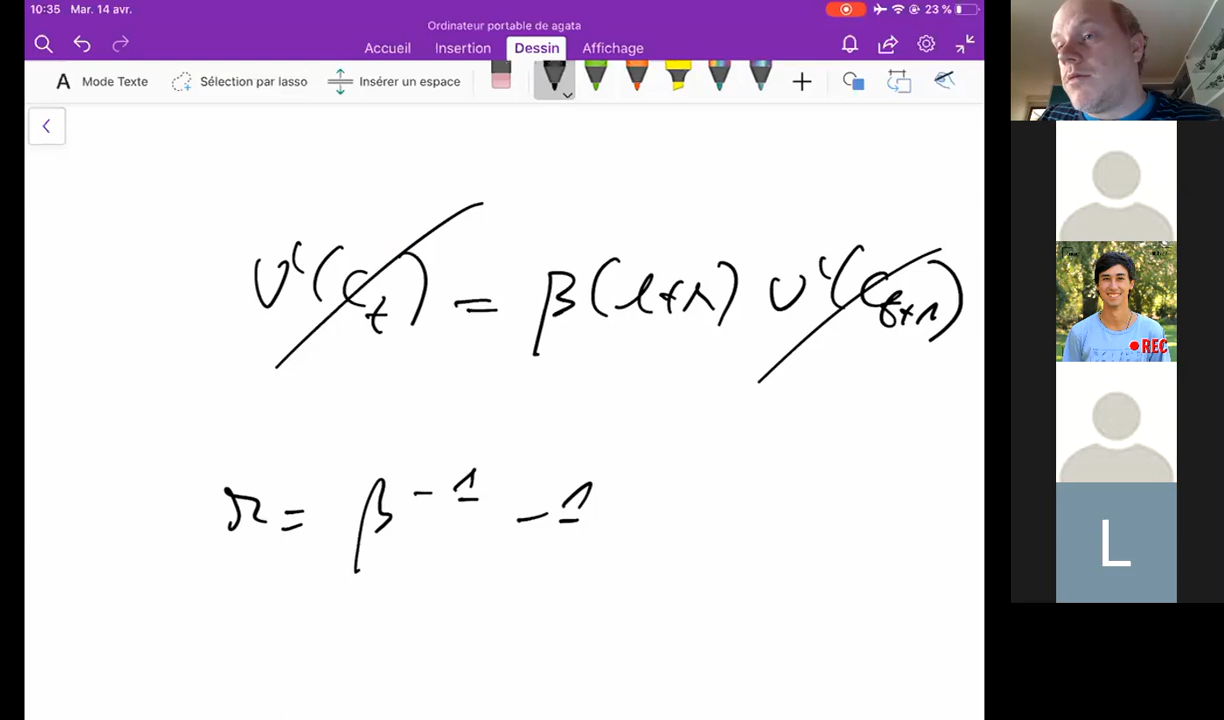 10:35 Mar. 14 avr.
23 %
Ordinateur portable de agata
Accueil Insertion Dessin Affichage
A Mode Texte Sélection par lasso Insérer un espace
U'(C_t) = β(1+r) U'(C_{t+1})
REC
r = β^{-1} - 1
L